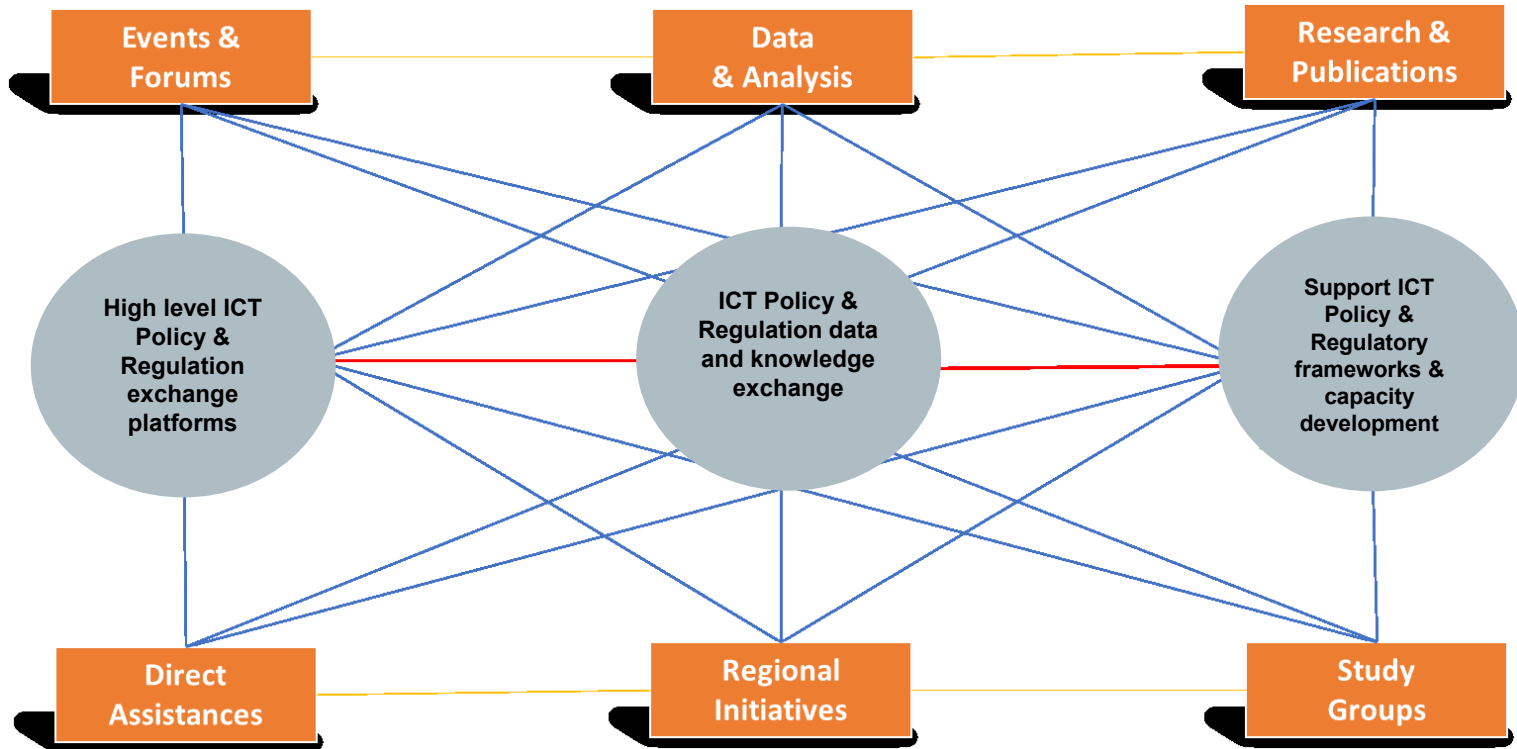 Events &
Forums
Data
& Analysis
Research &
Publications
High level ICT
Policy &
Regulation
exchange
platforms
ICT Policy &
Regulation data
and knowledge
exchange
Support ICT
Policy &
Regulatory
frameworks &
capacity
development
Direct
Assistances
Regional
Initiatives
Study
Groups